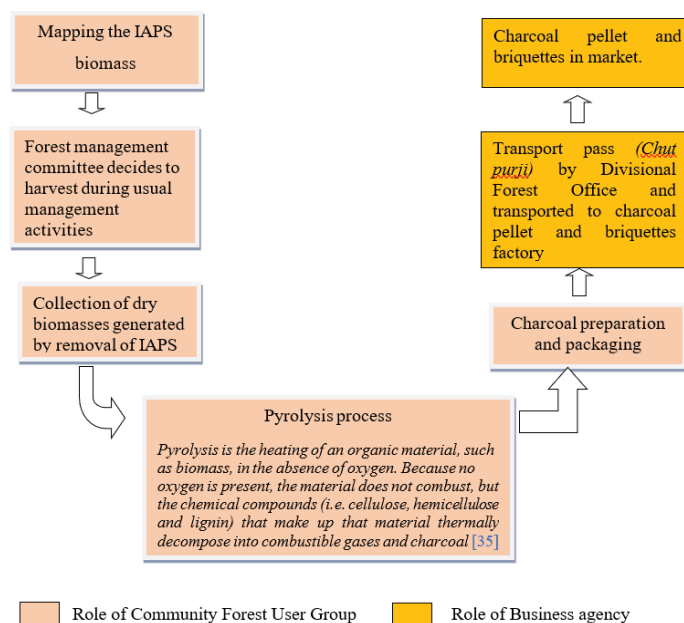 Mapping the IAPS
biomass
Forest management
committee decides to
harvest during usual
management
activities
Collection of dry
biomasses generated
by removal of IAPS
Pyrolysis process
Pyrolysis is the heating of an organic material, such
as biomass, in the absence of oxygen. Because no
oxygen is present, the material does not combust, but
the chemical compounds (i.e. cellulose, hemicellulose
and lignin) that make up that material thermally
decompose into combustible gases and charcoal [35]
Charcoal preparation
and packaging
Transport pass (Chut
purji) by Divisional
Forest Office and
transported to charcoal
pellet and briquettes
factory
Charcoal pellet and
briquettes in market.
Role of Community Forest User Group
Role of Business agency